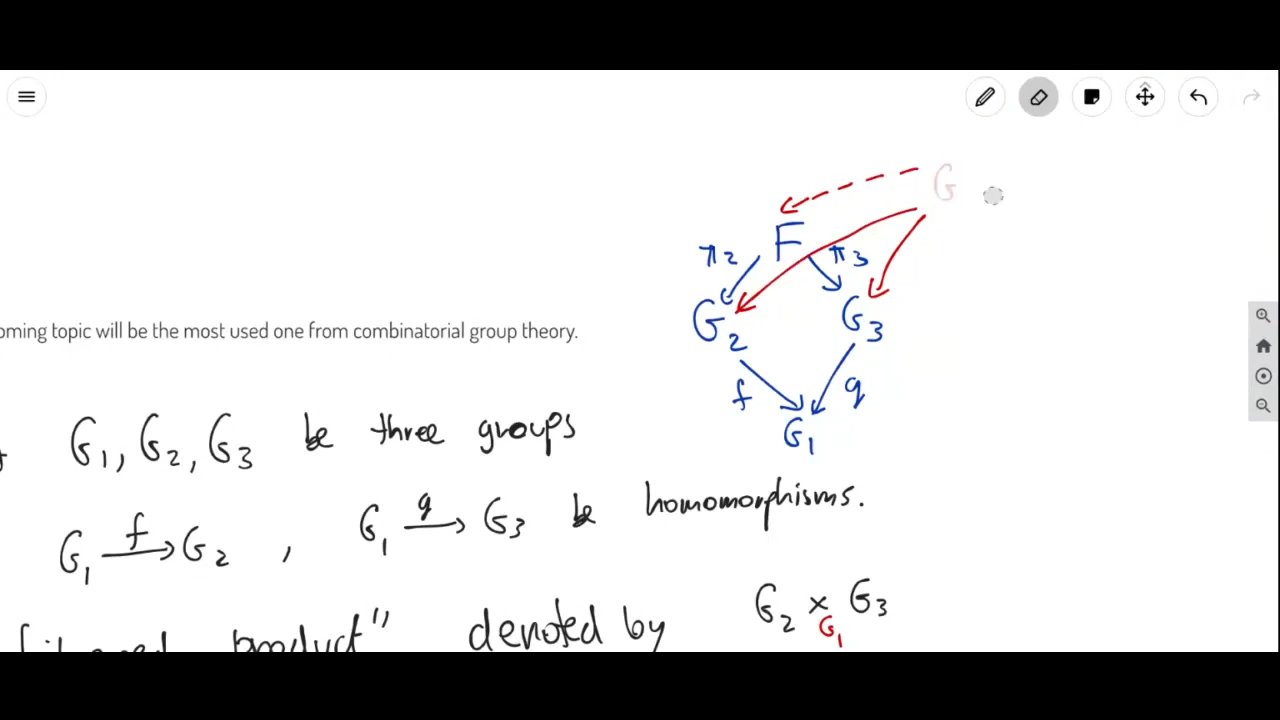 G
F
π2 π3
G2 G3
oming topic will be the most used one from combinatorial group theory.
f g
G1
G1, G2, G3 be three groups
G1 →f G2 , G1 →g G3 be homomorphisms.
G2 ×G1 G3
product" denoted by